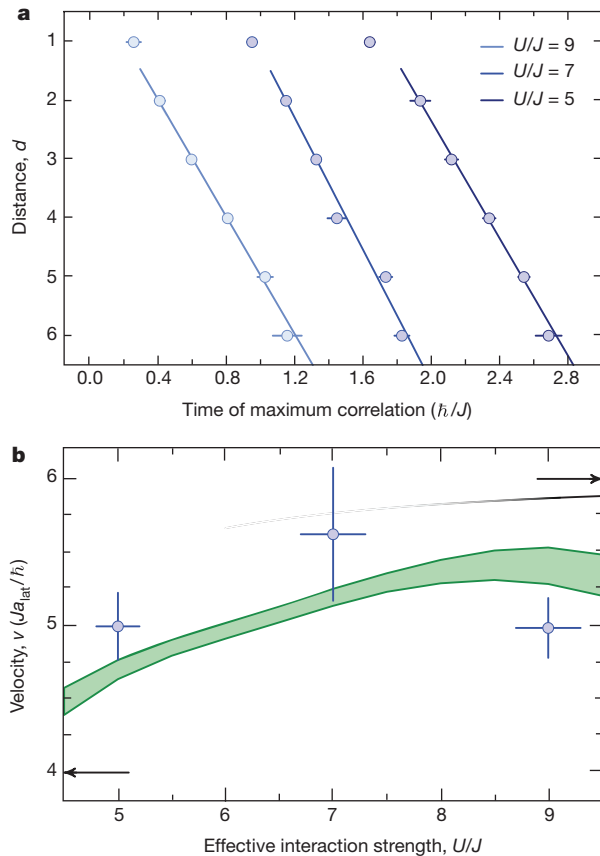 a
1
2
3
4
5
6
Distance, d
U/J = 9
U/J = 7
U/J = 5
0.0 0.4 0.8 1.2 1.6 2.0 2.4 2.8
Time of maximum correlation (ħ/J)
b
6
5
4
Velocity, v (Ja_lat/ħ)
5 6 7 8 9
Effective interaction strength, U/J